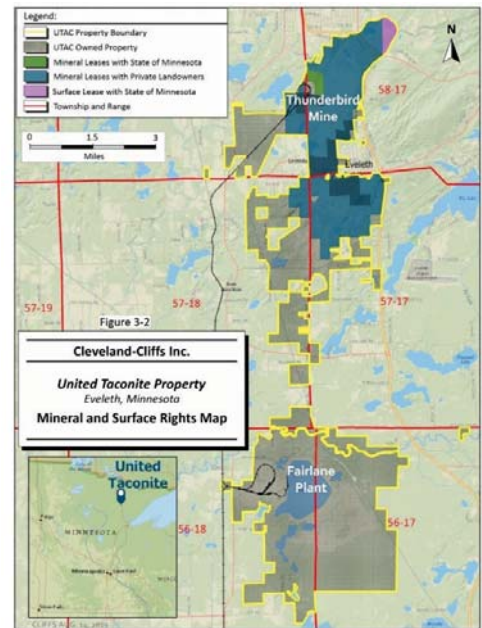 Legend:
UTAC Property Boundary
UTAC Owned Property
Mineral Leases with State of Minnesota
Mineral Leases with Private Landowners
Surface Lease with State of Minnesota
Township and Range
N
0 1.5 3
Miles
Thunderbird
Mine
58-17
Eveleth
57-19
57-18
57-17
Figure 3-2
Cleveland-Cliffs Inc.
United Taconite Property
Eveleth, Minnesota
Mineral and Surface Rights Map
Fairlane
Plant
United
Taconite
MINNESOTA
Minneapolis
56-18
56-17